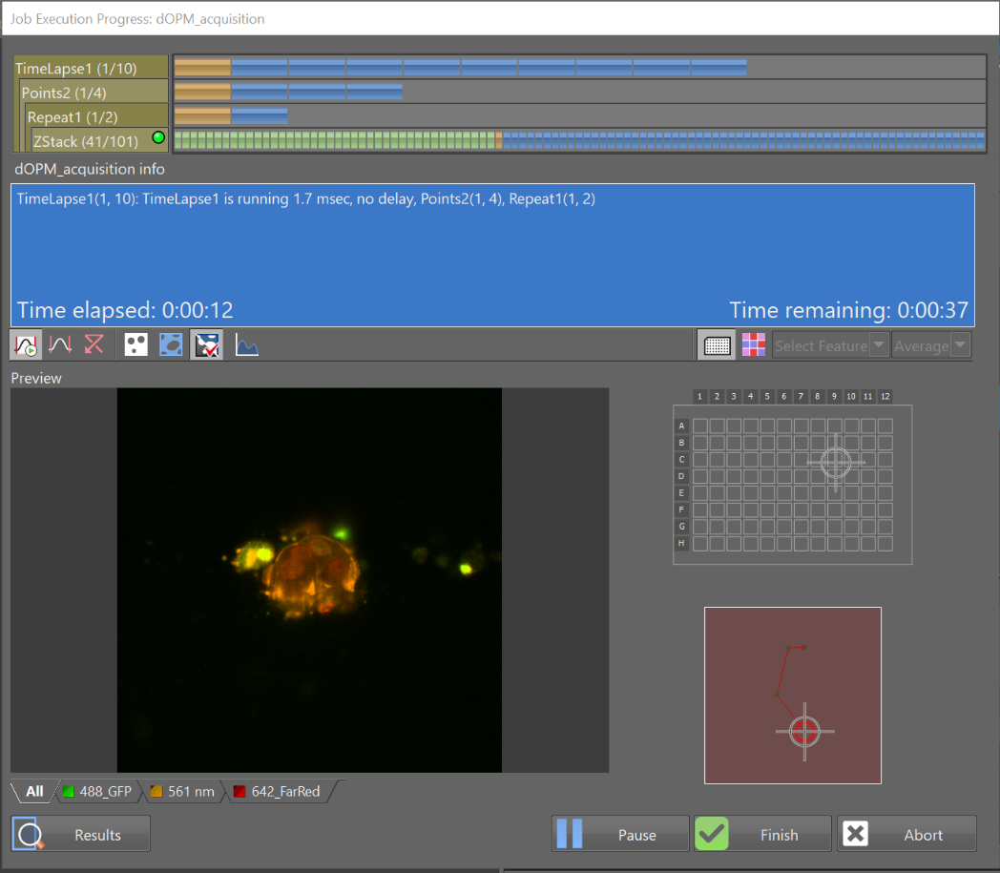 Job Execution Progress: dOPM_acquisition
TimeLapse1 (1/10)
Points2 (1/4)
Repeat1 (1/2)
ZStack (41/101)
dOPM_acquisition info
TimeLapse1(1, 10): TimeLapse1 is running 1.7 msec, no delay, Points2(1, 4), Repeat1(1, 2)
Time elapsed: 0:00:12 Time remaining: 0:00:37
Select Feature Average
Preview
1 2 3 4 5 6 7 8 9 10 11 12
A
B
C
D
E
F
G
H
All 488_GFP 561 nm 642_FarRed
Results Pause Finish Abort